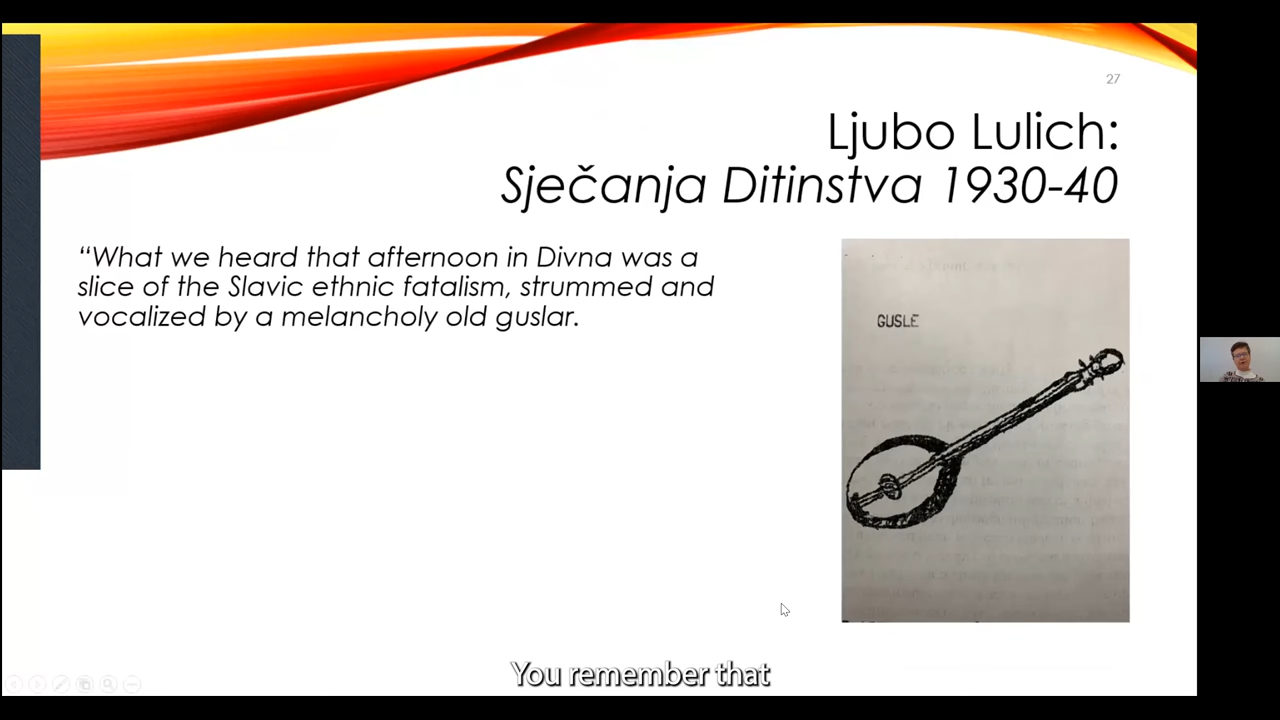 27
Ljubo Lulich:
Sječanja Ditinstva 1930-40
“What we heard that afternoon in Divna was a
slice of the Slavic ethnic fatalism, strummed and
vocalized by a melancholy old guslar.
GUSLE
You remember that